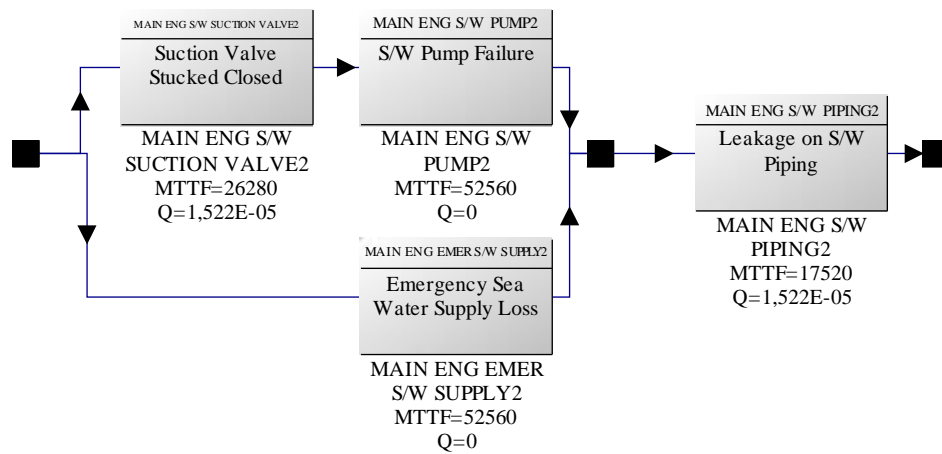 MAIN ENG S/W SUCTION VALVE2
Suction Valve
Stucked Closed
MAIN ENG S/W
SUCTION VALVE2
MTTF=26280
Q=1,522E-05
MAIN ENG S/W PUMP2
S/W Pump Failure
MAIN ENG S/W
PUMP2
MTTF=52560
Q=0
MAIN ENG EMER S/W SUPPLY2
Emergency Sea
Water Supply Loss
MAIN ENG EMER
S/W SUPPLY2
MTTF=52560
Q=0
MAIN ENG S/W PIPING2
Leakage on S/W
Piping
MAIN ENG S/W
PIPING2
MTTF=17520
Q=1,522E-05